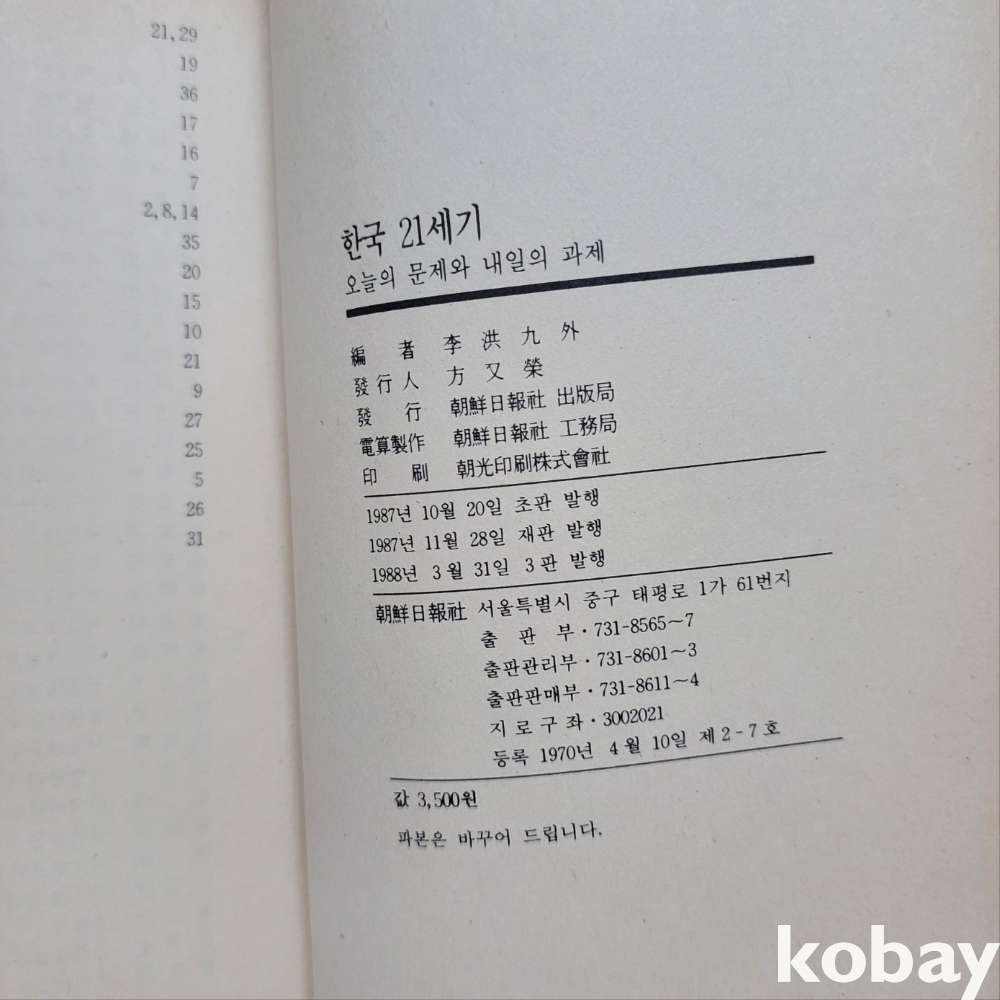 21, 29
19
36
17
16
7
2, 8, 14
35
20
15
10
21
9
27
25
5
26
31
한국 21세기
오늘의 문제와 내일의 과제
編 者 李 洪 九 外
發行人 方 又 榮
發 行 朝鮮日報社 出版局
電算製作 朝鮮日報社 工務局
印 刷 朝光印刷株式會社
1987년 10월 20일 초판 발행
1987년 11월 28일 재판 발행
1988년 3월 31일 3판 발행
朝鮮日報社 서울특별시 중구 태평로 1가 61번지
출 판 부·731-8565~7
출판관리부·731-8601~3
출판판매부·731-8611~4
지로구좌·3002021
등록 1970년 4월 10일 제2-7호
값 3,500원
파본은 바꾸어 드립니다.
kobay